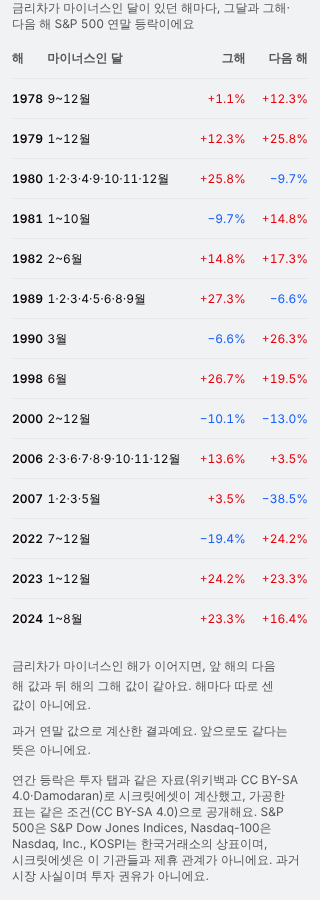 금리차가 마이너스인 달이 있던 해마다, 그달과 그해·
다음 해 S&P 500 연말 등락이에요
해 마이너스인 달 그해 다음 해
1978 9~12월 +1.1% +12.3%
1979 1~12월 +12.3% +25.8%
1980 1·2·3·4·9·10·11·12월 +25.8% −9.7%
1981 1~10월 −9.7% +14.8%
1982 2~6월 +14.8% +17.3%
1989 1·2·3·4·5·6·8·9월 +27.3% −6.6%
1990 3월 −6.6% +26.3%
1998 6월 +26.7% +19.5%
2000 2~12월 −10.1% −13.0%
2006 2·3·6·7·8·9·10·11·12월 +13.6% +3.5%
2007 1·2·3·5월 +3.5% −38.5%
2022 7~12월 −19.4% +24.2%
2023 1~12월 +24.2% +23.3%
2024 1~8월 +23.3% +16.4%
금리차가 마이너스인 해가 이어지면, 앞 해의 다음
해 값과 뒤 해의 그해 값이 같아요. 해마다 따로 센
값이 아니에요.
과거 연말 값으로 계산한 결과예요. 앞으로도 같다는
뜻은 아니에요.
연간 등락은 투자 탭과 같은 자료(위키백과 CC BY-SA
4.0·Damodaran)로 시크릿에셋이 계산했고, 가공한
표는 같은 조건(CC BY-SA 4.0)으로 공개해요. S&P
500은 S&P Dow Jones Indices, Nasdaq-100은
Nasdaq, Inc., KOSPI는 한국거래소의 상표이며,
시크릿에셋은 이 기관들과 제휴 관계가 아니에요. 과거
시장 사실이며 투자 권유가 아니에요.